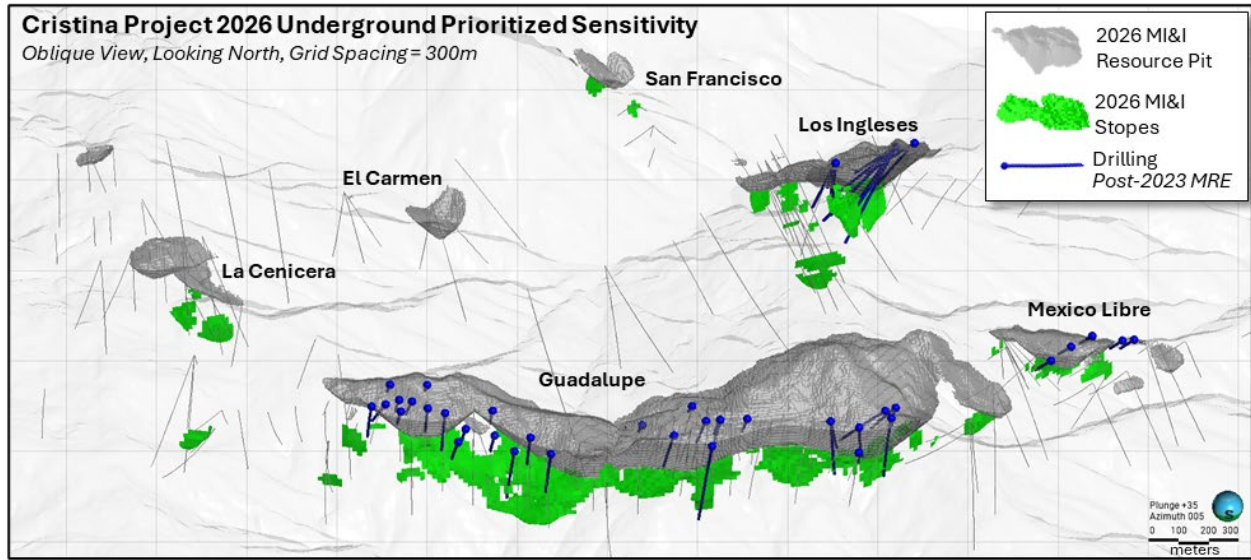 Cristina Project 2026 Underground Prioritized Sensitivity
Oblique View, Looking North, Grid Spacing = 300m
2026 MI&I
Resource Pit
2026 MI&I
Stopes
Drilling
Post-2023 MRE
San Francisco
Los Ingleses
El Carmen
La Cenicera
Mexico Libre
Guadalupe
Plunge +35
Azimuth 005
S
0 100 200 300
meters